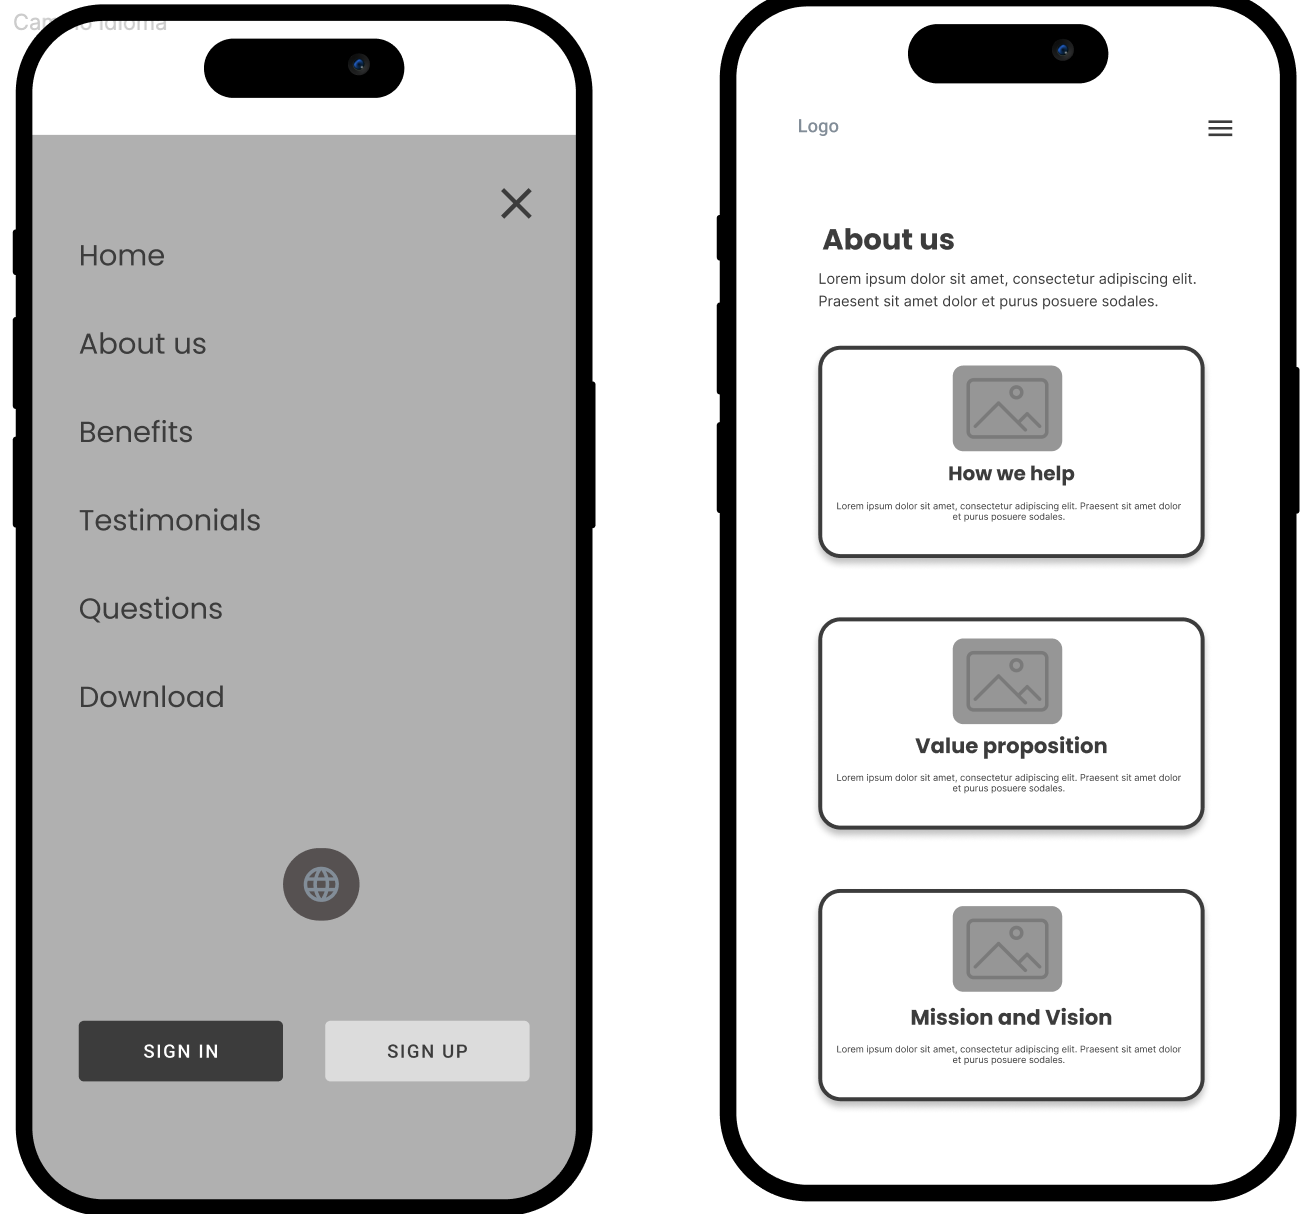 idioma
Home
About us
Benefits
Testimonials
Questions
Download
SIGN IN
SIGN UP
Logo
About us
Lorem ipsum dolor sit amet, consectetur adipiscing elit.
Praesent sit amet dolor et purus posuere sodales.
How we help
Lorem ipsum dolor sit amet, consectetur adipiscing elit. Praesent sit amet dolor
et purus posuere sodales.
Value proposition
Lorem ipsum dolor sit amet, consectetur adipiscing elit. Praesent sit amet dolor
et purus posuere sodales.
Mission and Vision
Lorem ipsum dolor sit amet, consectetur adipiscing elit. Praesent sit amet dolor
et purus posuere sodales.